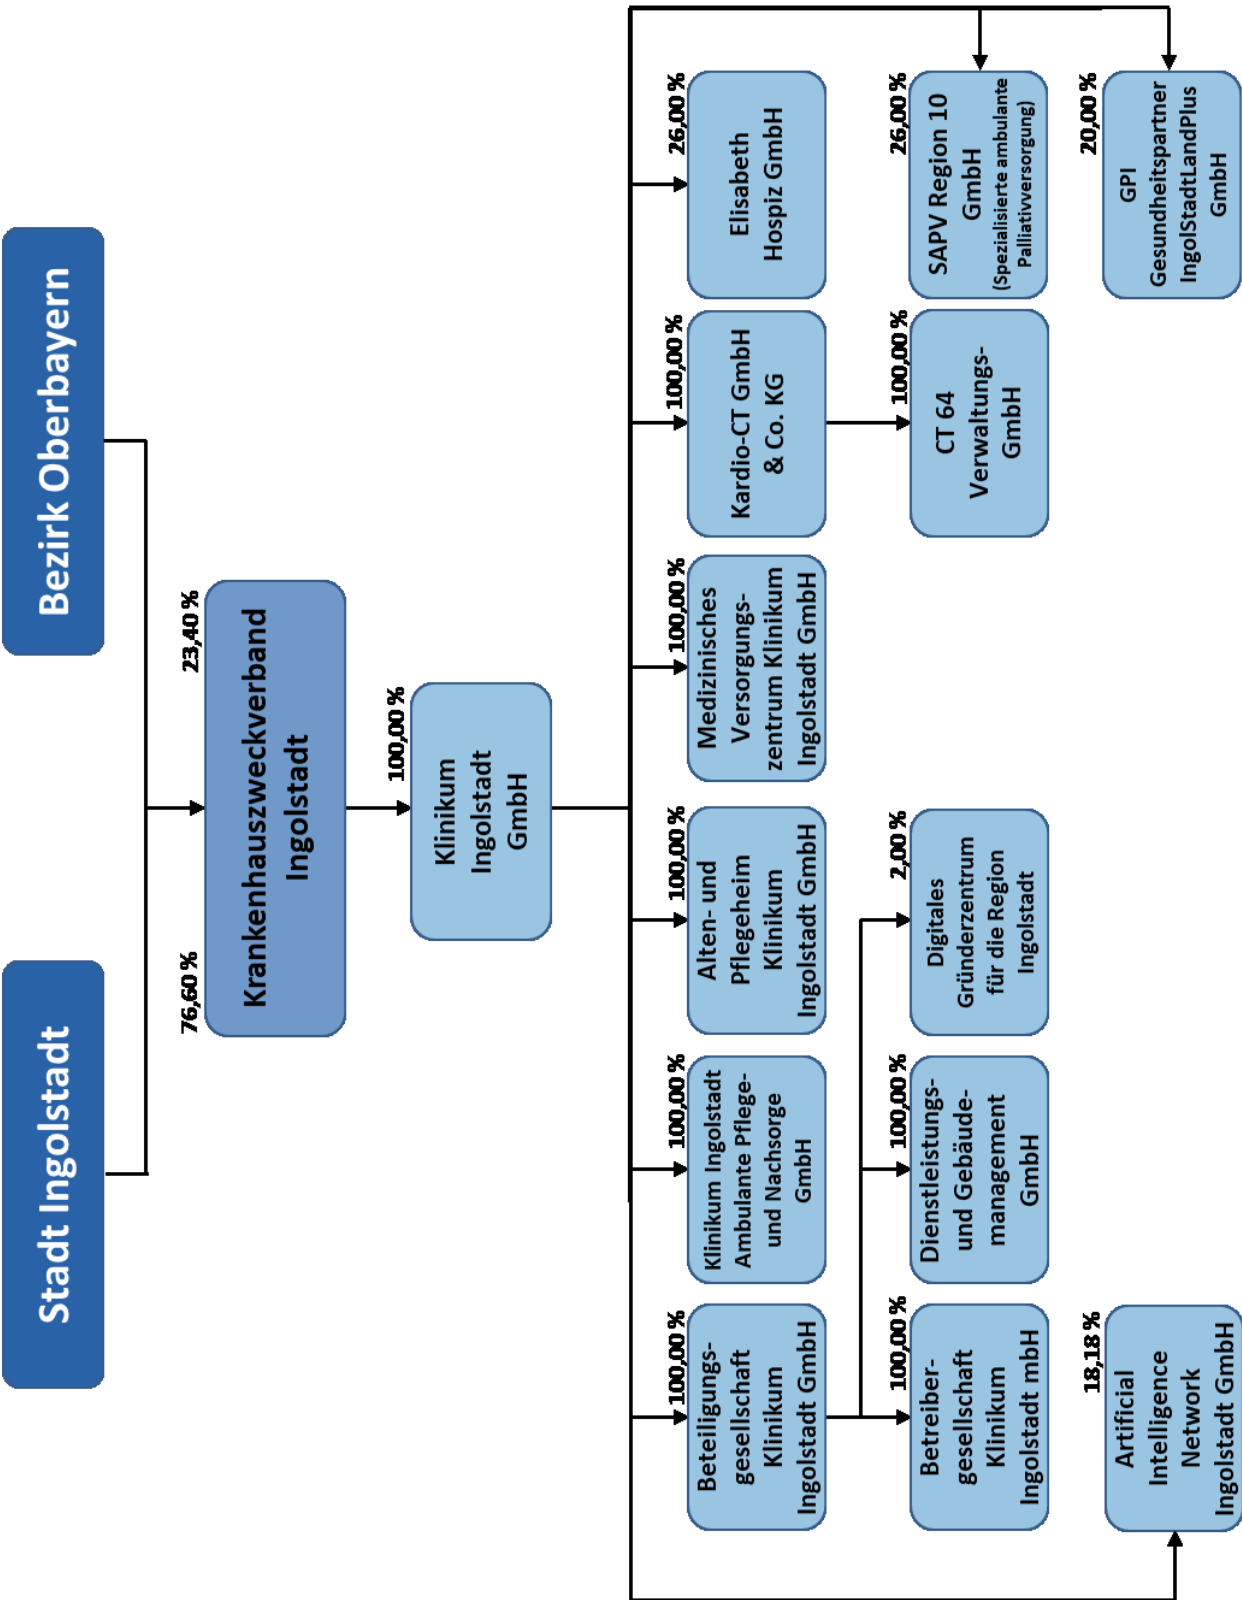 Stadt Ingolstadt
Bezirk Oberbayern
76,60 %
23,40 %
Krankenhauszweckverband
Ingolstadt
100,00 %
Klinikum
Ingolstadt
GmbH
100,00 %
Beteiligungs-
gesellschaft
Klinikum
Ingolstadt GmbH
100,00 %
Klinikum Ingolstadt
Ambulante Pflege-
und Nachsorge
GmbH
100,00 %
Alten- und
Pflegeheim
Klinikum
Ingolstadt GmbH
100,00 %
Medizinisches
Versorgungs-
zentrum Klinikum
Ingolstadt GmbH
100,00 %
Kardio-CT GmbH
& Co. KG
26,00 %
Elisabeth
Hospiz GmbH
100,00 %
Betreiber-
gesellschaft
Klinikum
Ingolstadt mbH
100,00 %
Dienstleistungs-
und Gebäude-
management
GmbH
2,00 %
Digitales
Gründerzentrum
für die Region
Ingolstadt
100,00 %
CT 64
Verwaltungs-
GmbH
26,00 %
SAPV Region 10
GmbH
(Spezialisierte ambulante
Palliativversorgung)
18,18 %
Artificial
Intelligence
Network
Ingolstadt GmbH
20,00 %
GPI
Gesundheitspartner
IngolStadtLandPlus
GmbH